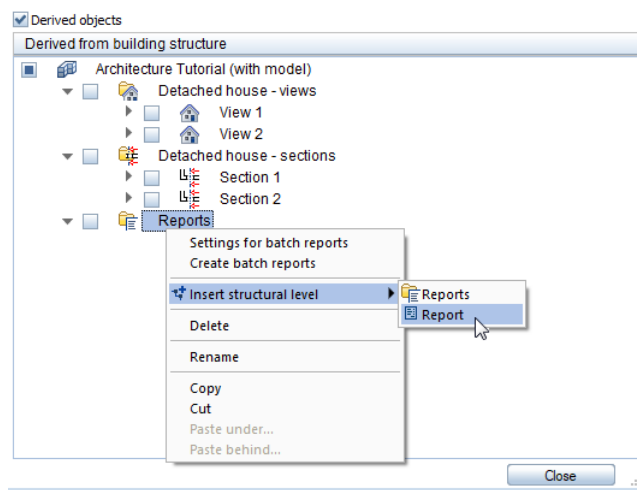 Derived objects
Derived from building structure
Architecture Tutorial (with model)
Detached house - views
View 1
View 2
Detached house - sections
Section 1
Section 2
Reports
Settings for batch reports
Create batch reports
Insert structural level
Reports
Report
Delete
Rename
Copy
Cut
Paste under...
Paste behind...
Close